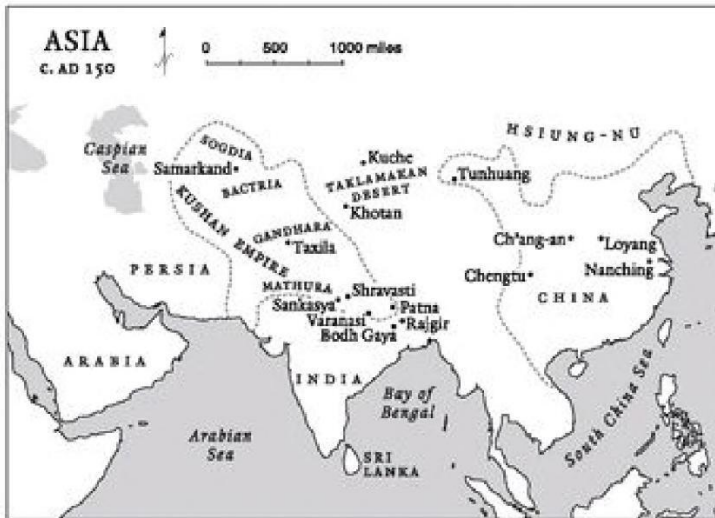 ASIA
C. AD 150
0 500 1000 miles
HSIUNG-NU
Caspian
Sea
SOGDIA
Samarkand
BACTRIA
Kuche
TAKLAMAKAN
DESERT
Tunhuang
Khotan
KUSHAN EMPIRE
GANDHARA
Taxila
Ch'ang-an
Loyang
Chengtu
Nanching
CHINA
PERSIA
MATHURA
Shravasti
Sankasya
Patna
Varanasi
Rajgir
Bodh Gaya
ARABIA
INDIA
Bay of
Bengal
Arabian
Sea
SRI
LANKA
South China Sea